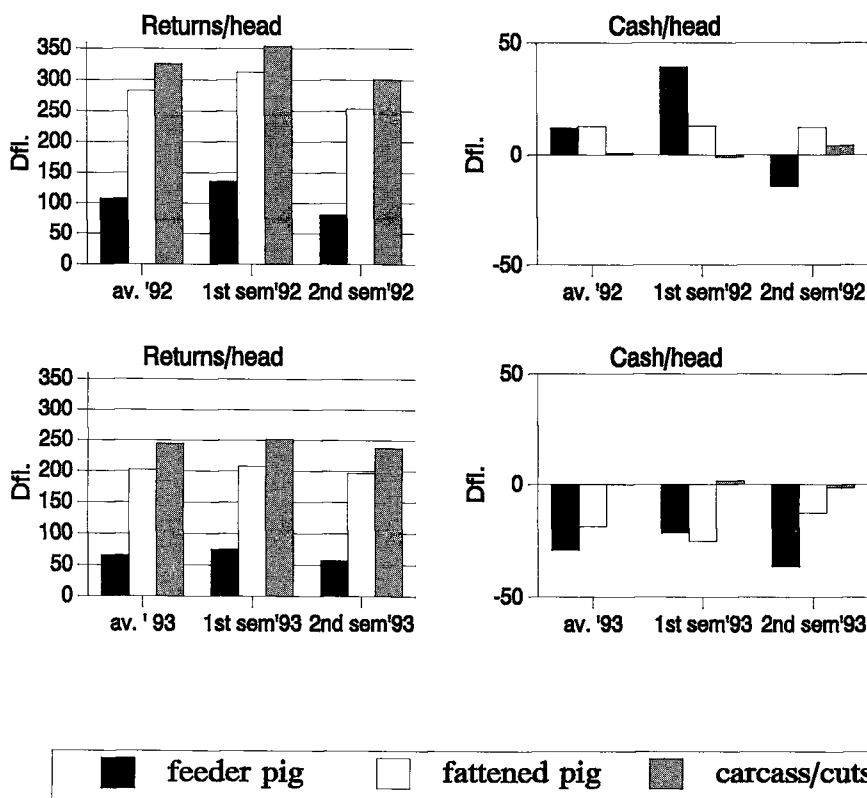 Returns/head
350
300
250
200
150
100
50
0
Dfl.
av. '92 1st sem'92 2nd sem'92
Cash/head
50
0
-50
Dfl.
av. '92 1st sem'92 2nd sem'92
Returns/head
350
300
250
200
150
100
50
0
Dfl.
av. ' 93 1st sem'93 2nd sem'93
Cash/head
50
0
-50
Dfl.
av. '93 1st sem'93 2nd sem'93
feeder pig fattened pig carcass/cuts